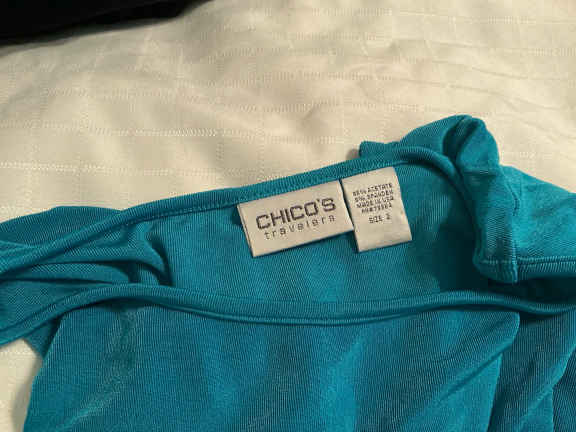 CHICO'S
travelers
95% ACETATE
5% SPANDEX
MADE IN USA
SIZE 2